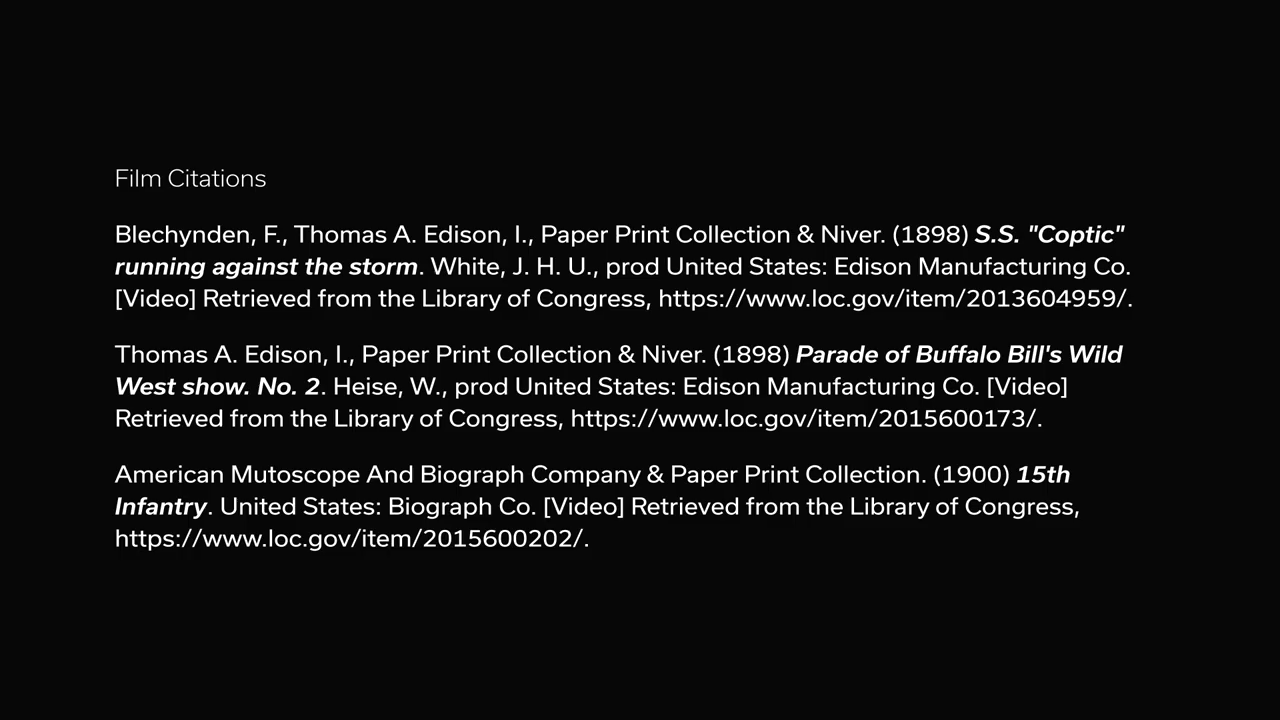 Film Citations
Blechynden, F., Thomas A. Edison, I., Paper Print Collection & Niver. (1898) S.S. "Coptic"
running against the storm. White, J. H. U., prod United States: Edison Manufacturing Co.
[Video] Retrieved from the Library of Congress, https://www.loc.gov/item/2013604959/.
Thomas A. Edison, I., Paper Print Collection & Niver. (1898) Parade of Buffalo Bill's Wild
West show. No. 2. Heise, W., prod United States: Edison Manufacturing Co. [Video]
Retrieved from the Library of Congress, https://www.loc.gov/item/2015600173/.
American Mutoscope And Biograph Company & Paper Print Collection. (1900) 15th
Infantry. United States: Biograph Co. [Video] Retrieved from the Library of Congress,
https://www.loc.gov/item/2015600202/.